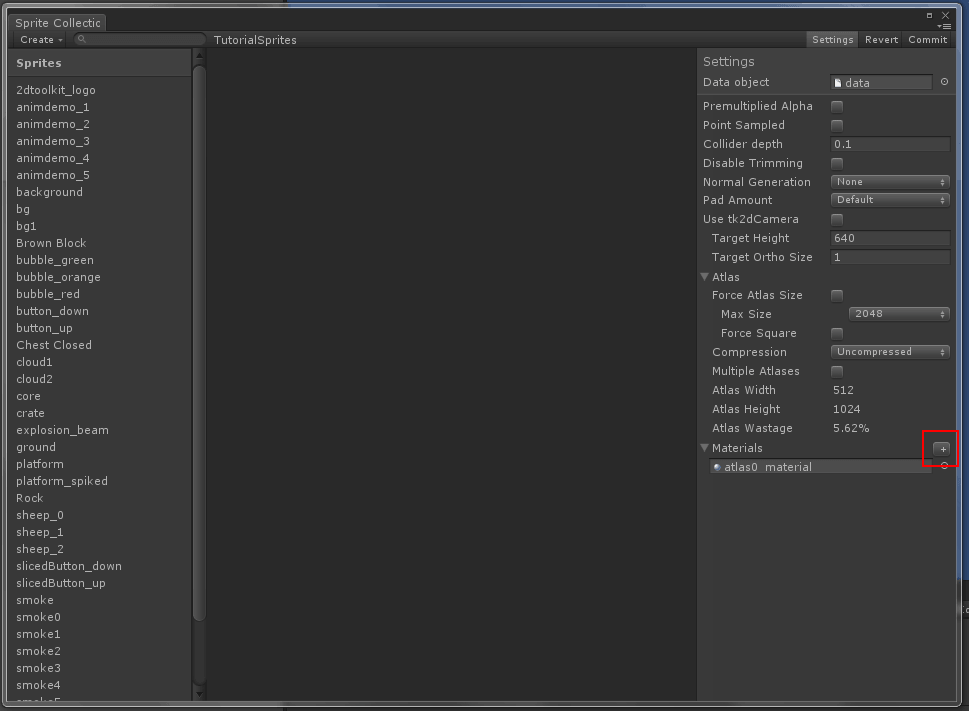 Sprite Collectic
Create
TutorialSprites
Settings Revert Commit
Sprites
2dtoolkit_logo
animdemo_1
animdemo_2
animdemo_3
animdemo_4
animdemo_5
background
bg
bg1
Brown Block
bubble_green
bubble_orange
bubble_red
button_down
button_up
Chest Closed
cloud1
cloud2
core
crate
explosion_beam
ground
platform
platform_spiked
Rock
sheep_0
sheep_1
sheep_2
slicedButton_down
slicedButton_up
smoke
smoke0
smoke1
smoke2
smoke3
smoke4
Settings
Data object data
Premultiplied Alpha
Point Sampled
Collider depth 0.1
Disable Trimming
Normal Generation None
Pad Amount Default
Use tk2dCamera
Target Height 640
Target Ortho Size 1
Atlas
Force Atlas Size
Max Size 2048
Force Square
Compression Uncompressed
Multiple Atlases
Atlas Width 512
Atlas Height 1024
Atlas Wastage 5.62%
Materials +
atlas0 material